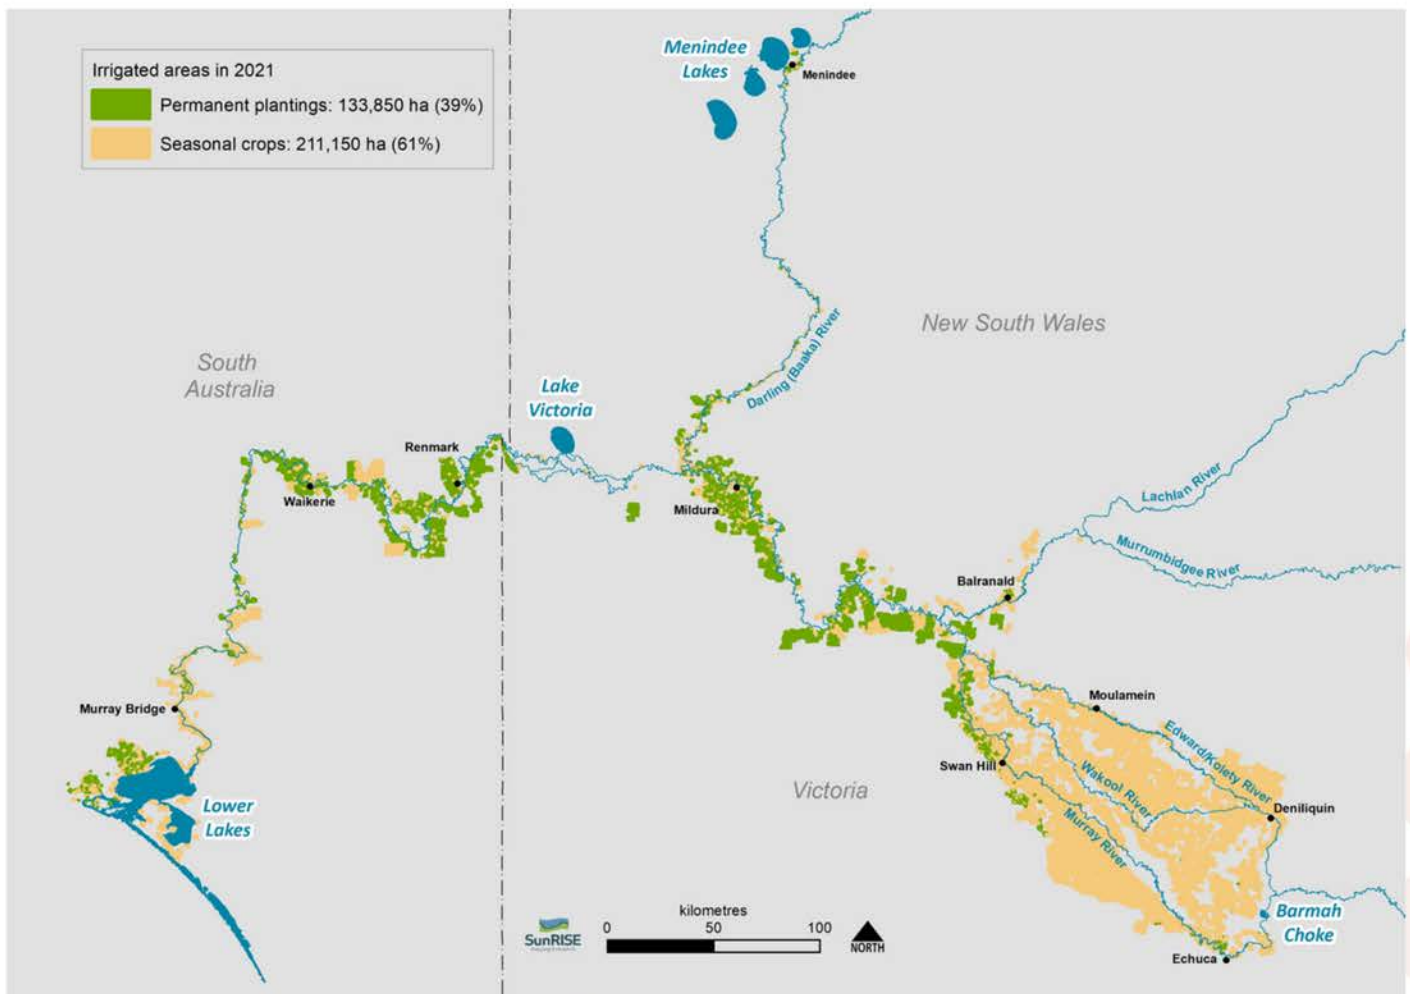 Irrigated areas in 2021
Permanent plantings: 133,850 ha (39%)
Seasonal crops: 211,150 ha (61%)
Menindee
Lakes
Menindee
New South Wales
South
Australia
Darling (Baaka) River
Lake
Victoria
Renmark
Waikerie
Mildura
Lachlan River
Murrumbidgee River
Balranald
Murray Bridge
Moulamein
Edward/Kolety River
Swan Hill
Wakool River
Victoria
Lower
Lakes
Deniliquin
Murray River
Barmah
Choke
Echuca
SunRISE
kilometres
0 50 100
NORTH